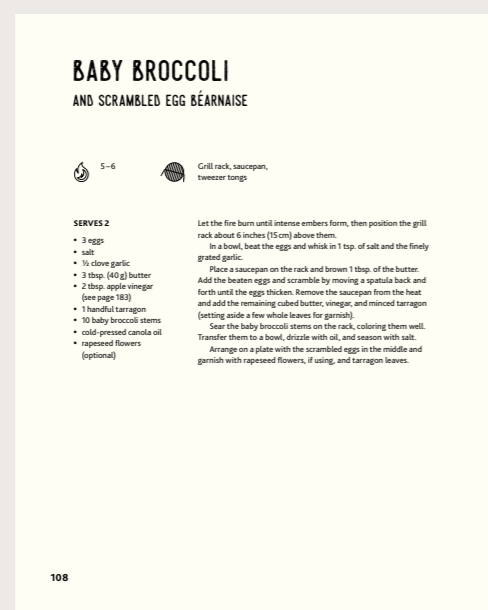 BABY BROCCOLI
AND SCRAMBLED EGG BÉARNAISE
5–6
Grill rack, saucepan,
tweezer tongs
SERVES 2
• 3 eggs
• salt
• ½ clove garlic
• 3 tbsp. (40 g) butter
• 2 tbsp. apple vinegar
(see page 183)
• 1 handful tarragon
• 10 baby broccoli stems
• cold-pressed canola oil
• rapeseed flowers
(optional)
Let the fire burn until intense embers form, then position the grill
rack about 6 inches (15 cm) above them.
In a bowl, beat the eggs and whisk in 1 tsp. of salt and the finely
grated garlic.
Place a saucepan on the rack and brown 1 tbsp. of the butter.
Add the beaten eggs and scramble by moving a spatula back and
forth until the eggs thicken. Remove the saucepan from the heat
and add the remaining cubed butter, vinegar, and minced tarragon
(setting aside a few whole leaves for garnish).
Sear the baby broccoli stems on the rack, coloring them well.
Transfer them to a bowl, drizzle with oil, and season with salt.
Arrange on a plate with the scrambled eggs in the middle and
garnish with rapeseed flowers, if using, and tarragon leaves.
108